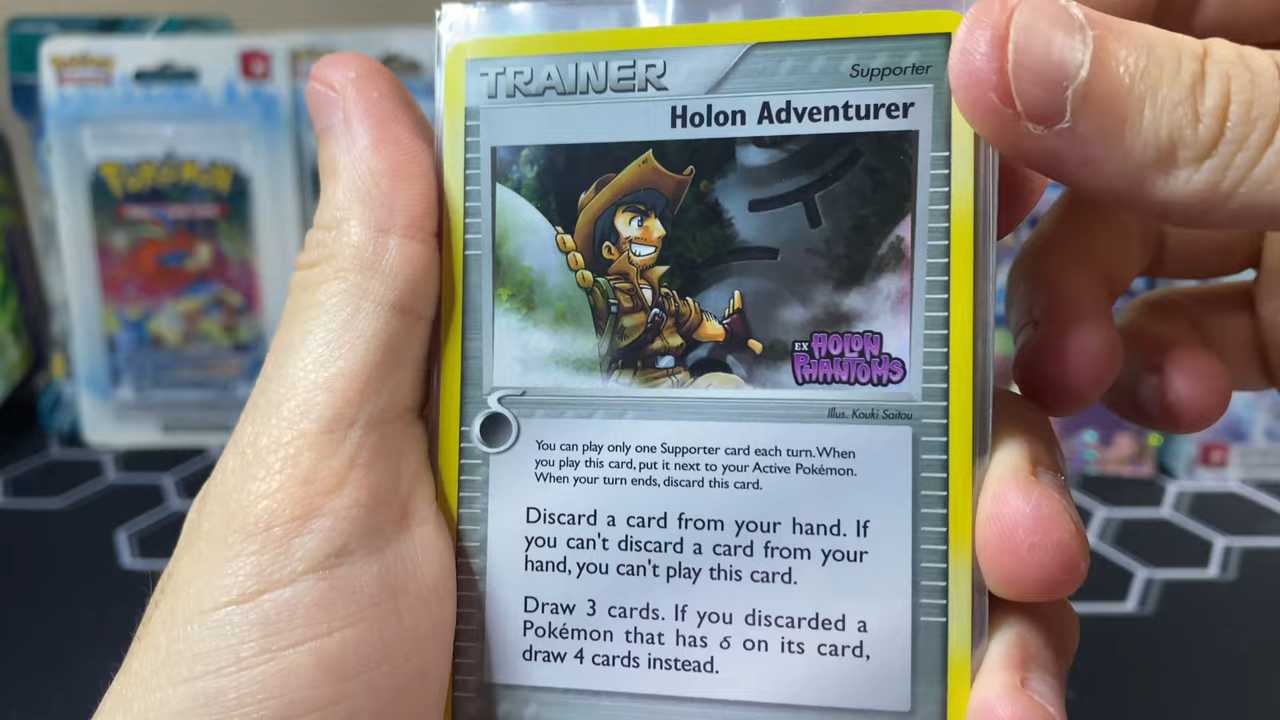 Pokémon
POKÉMON
TRAINER
Supporter
Holon Adventurer
EX HOLON
PHANTOMS
Illus. Kouki Saitou
You can play only one Supporter card each turn. When
you play this card, put it next to your Active Pokémon.
When your turn ends, discard this card.
Discard a card from your hand. If
you can't discard a card from your
hand, you can't play this card.
Draw 3 cards. If you discarded a
Pokémon that has δ on its card,
draw 4 cards instead.